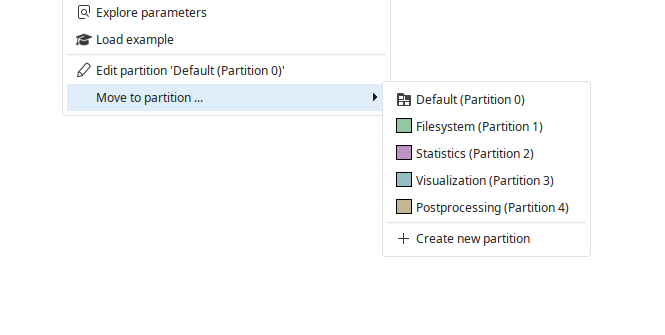 Explore parameters
Load example
Edit partition 'Default (Partition 0)'
Move to partition ...
Default (Partition 0)
Filesystem (Partition 1)
Statistics (Partition 2)
Visualization (Partition 3)
Postprocessing (Partition 4)
Create new partition